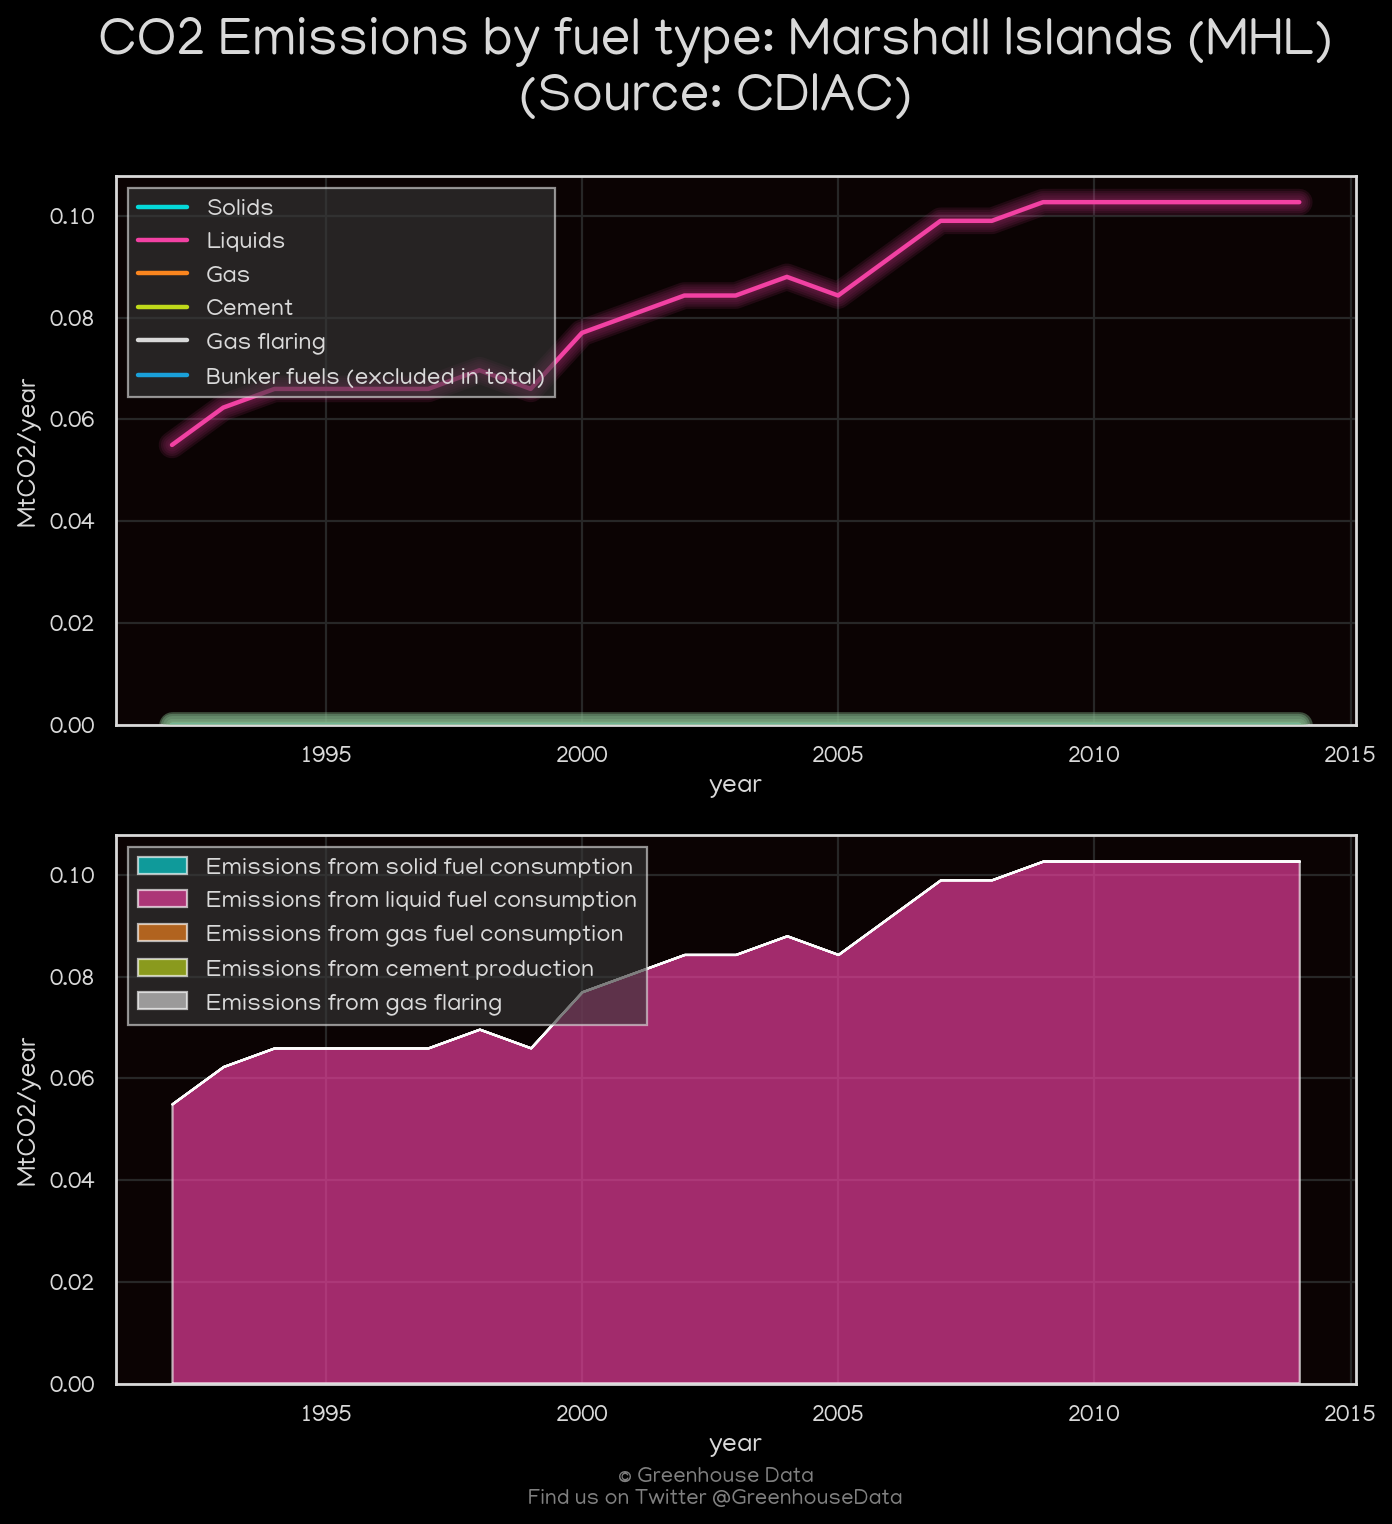 CO2 Emissions by fuel type: Marshall Islands (MHL)
(Source: CDIAC)
Solids
Liquids
Gas
Cement
Gas flaring
Bunker fuels (excluded in total)
MtCO2/year
0.10
0.08
0.06
0.04
0.02
0.00
1995 2000 2005 2010 2015
year
Emissions from solid fuel consumption
Emissions from liquid fuel consumption
Emissions from gas fuel consumption
Emissions from cement production
Emissions from gas flaring
MtCO2/year
0.10
0.08
0.06
0.04
0.02
0.00
1995 2000 2005 2010 2015
year
© Greenhouse Data
Find us on Twitter @GreenhouseData